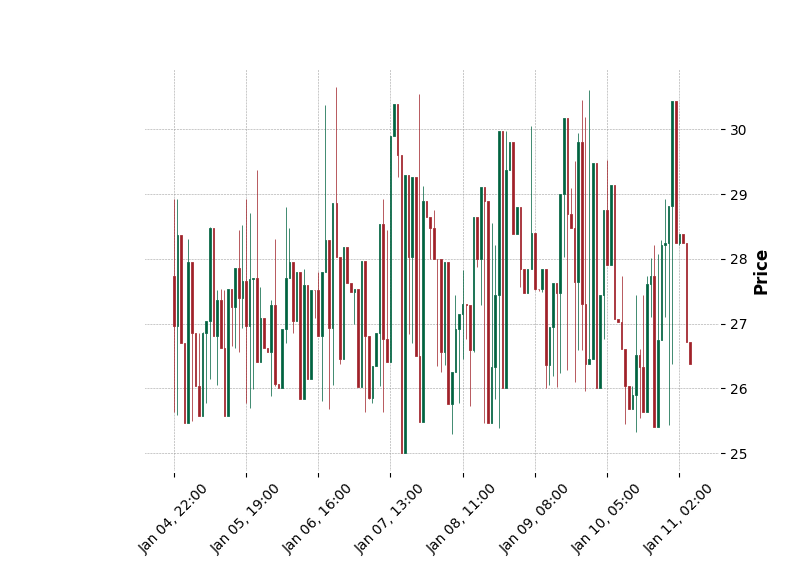 30
29
28
27
26
25
Price
Jan 04, 22:00
Jan 05, 19:00
Jan 06, 16:00
Jan 07, 13:00
Jan 08, 11:00
Jan 09, 08:00
Jan 10, 05:00
Jan 11, 02:00